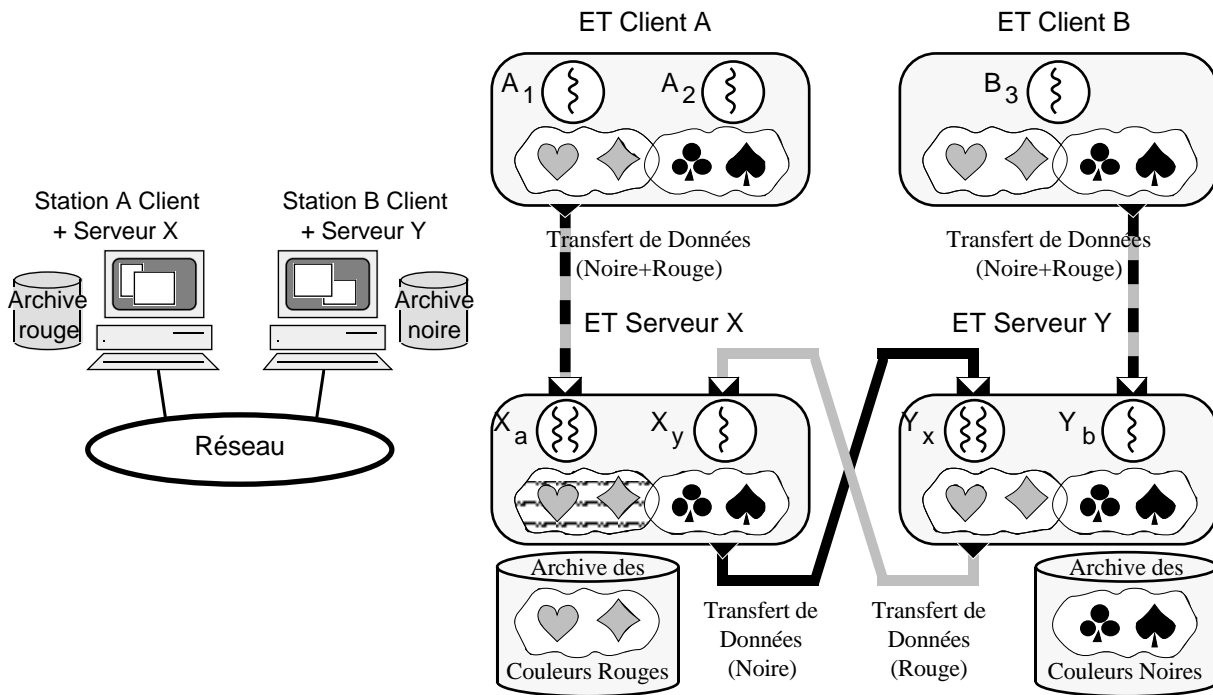 ET Client A
ET Client B
A1
A2
B3
Station A Client
+ Serveur X
Station B Client
+ Serveur Y
Archive
rouge
Archive
noire
Réseau
Transfert de Données
(Noire+Rouge)
Transfert de Données
(Noire+Rouge)
ET Serveur X
ET Serveur Y
Xa
Xy
Yx
Yb
Archive des
Couleurs Rouges
Transfert de
Données
(Noire)
Transfert de
Données
(Rouge)
Archive des
Couleurs Noires